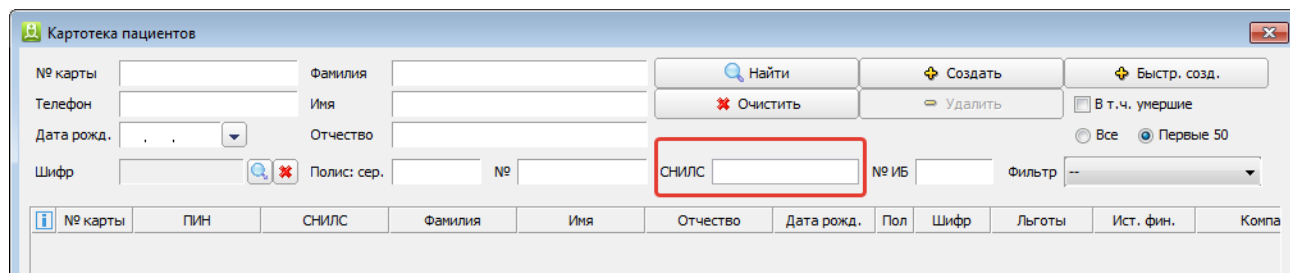 Картотека пациентов
№ карты Фамилия Найти Создать Быстр. созд.
Телефон Имя Очистить Удалить В т.ч. умершие
Дата рожд. . . Отчество Все Первые 50
Шифр Полис: сер. № СНИЛС № ИБ Фильтр --
i № карты ПИН СНИЛС Фамилия Имя Отчество Дата рожд. Пол Шифр Льготы Ист. фин. Компа